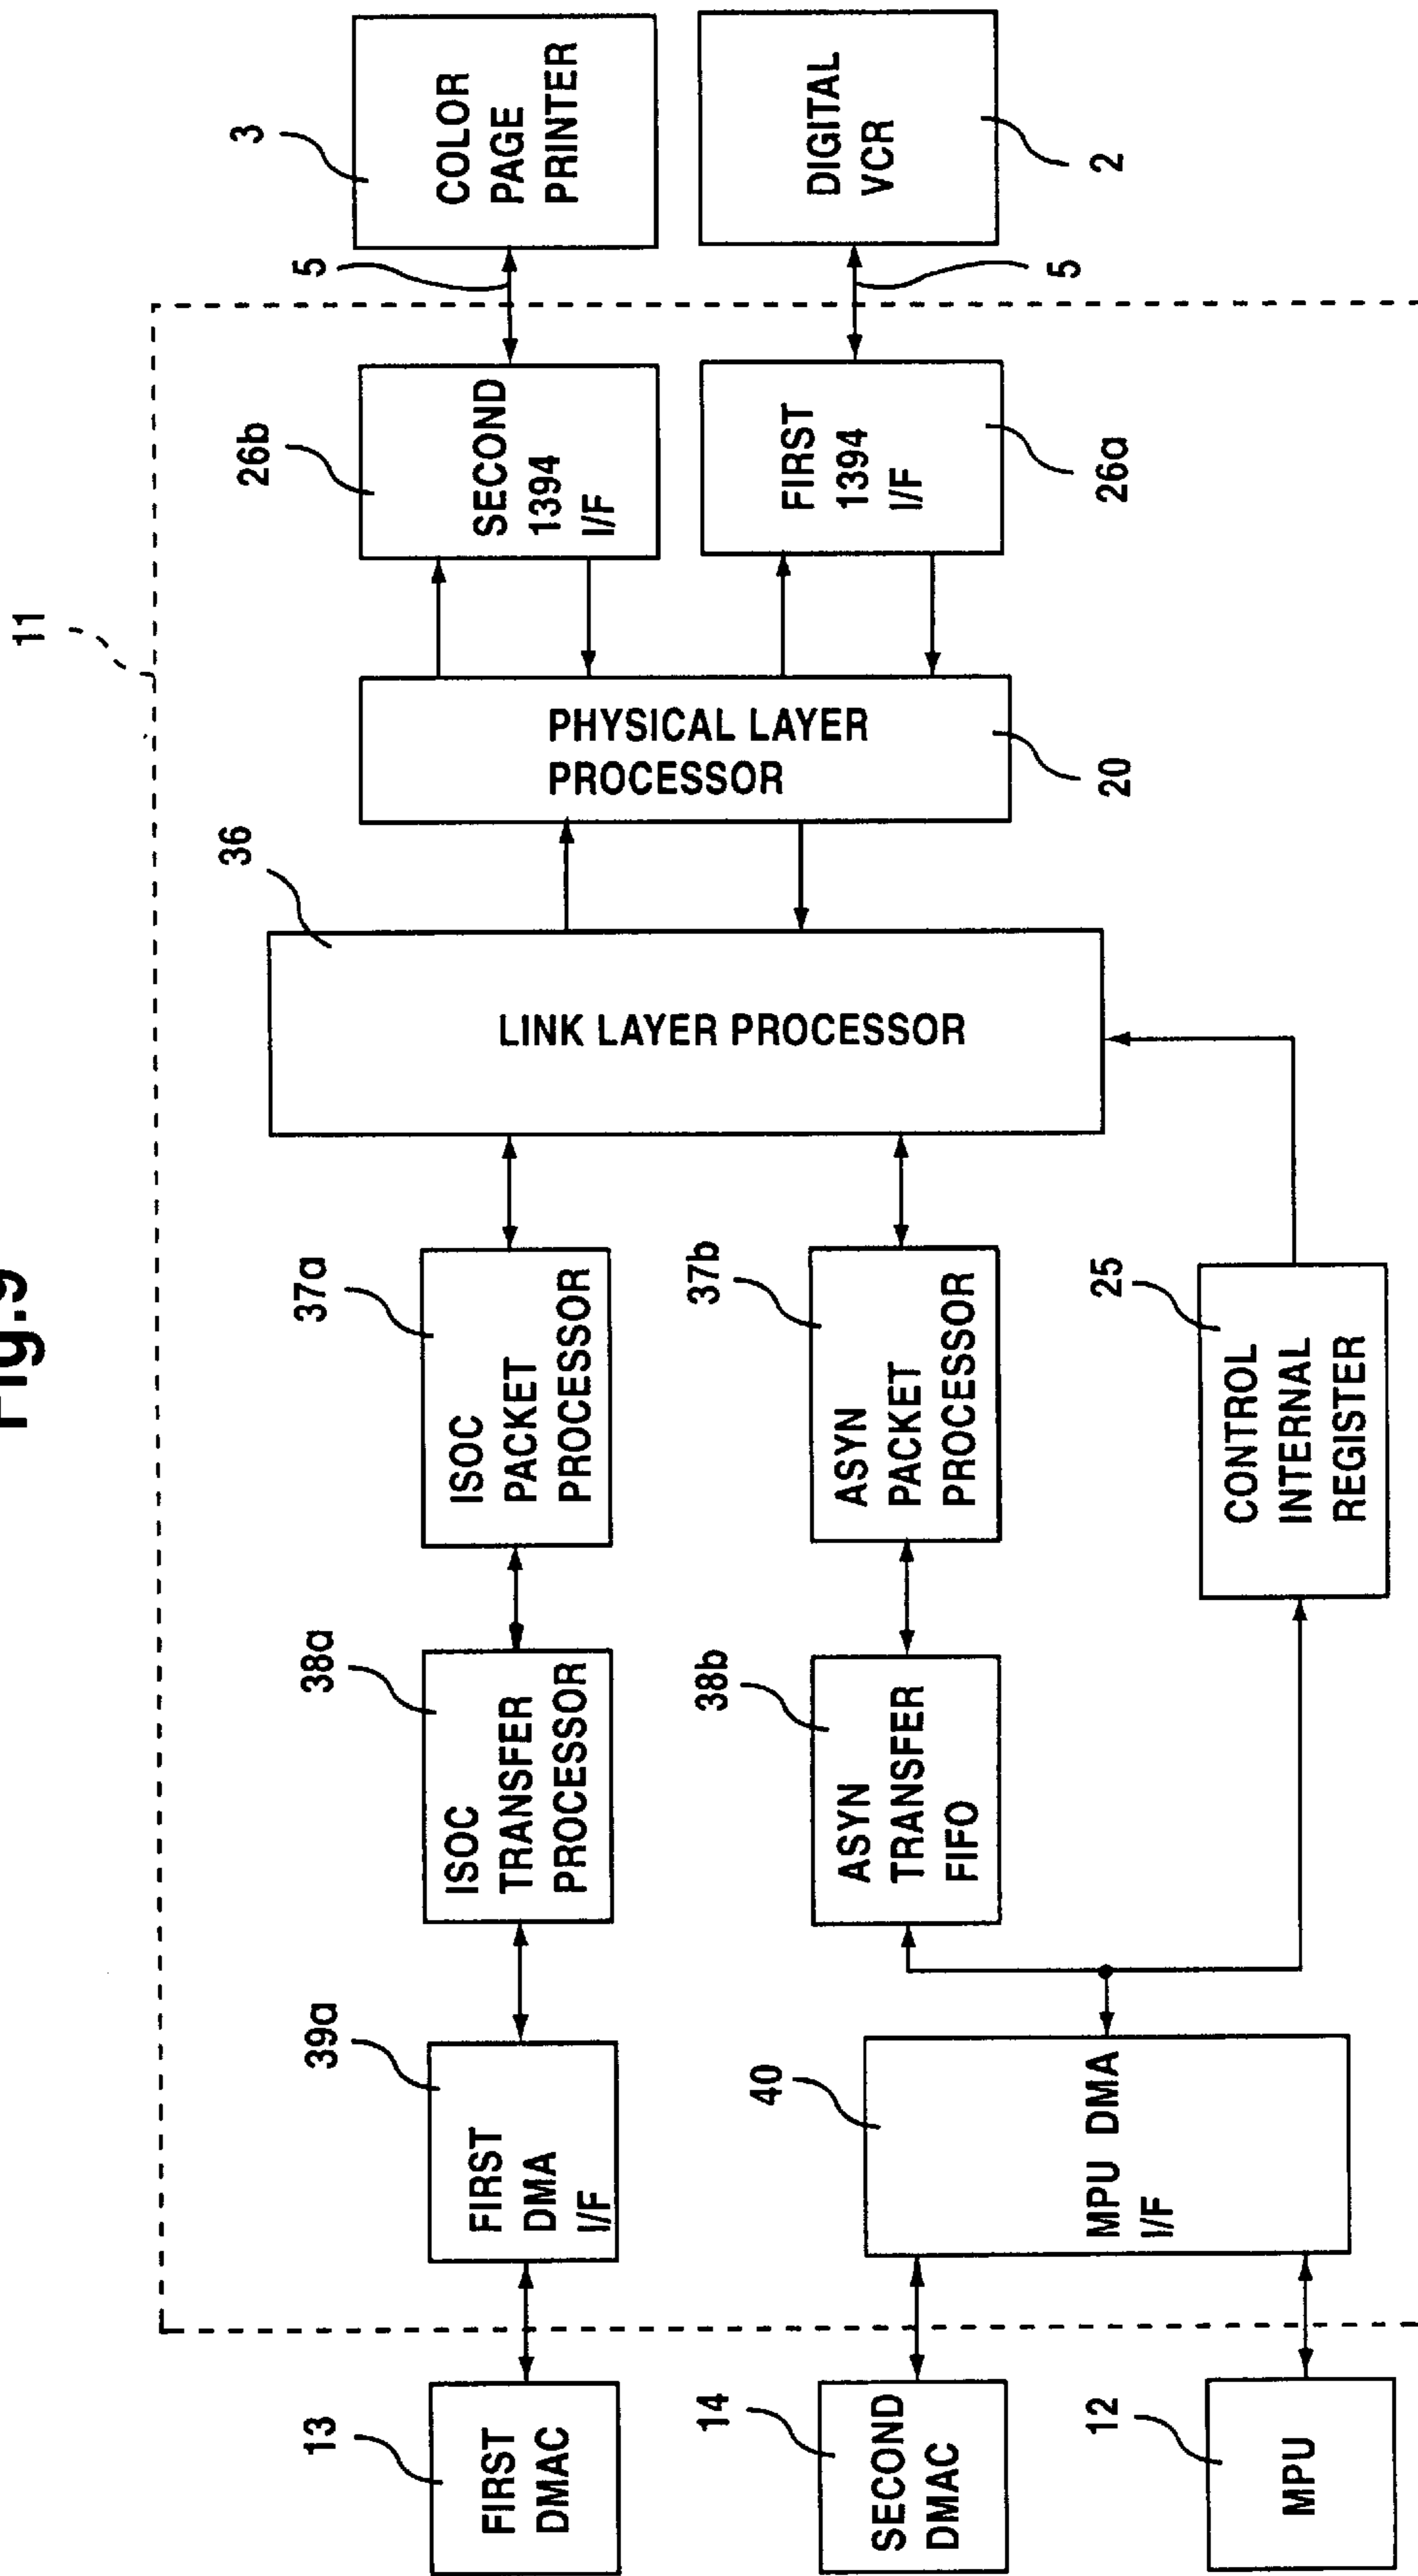 Fig.9
11
13
FIRST
DMAC
39a
FIRST
DMA
I/F
38a
ISOC
TRANSFER
PROCESSOR
37a
ISOC
PACKET
PROCESSOR
36
LINK LAYER PROCESSOR
PHYSICAL LAYER
PROCESSOR
20
26b
SECOND
1394
I/F
5
3
COLOR
PAGE
PRINTER
FIRST
1394
I/F
26a
5
DIGITAL
VCR
2
14
SECOND
DMAC
40
MPU DMA
I/F
38b
ASYN
TRANSFER
FIFO
37b
ASYN
PACKET
PROCESSOR
12
MPU
25
CONTROL
INTERNAL
REGISTER